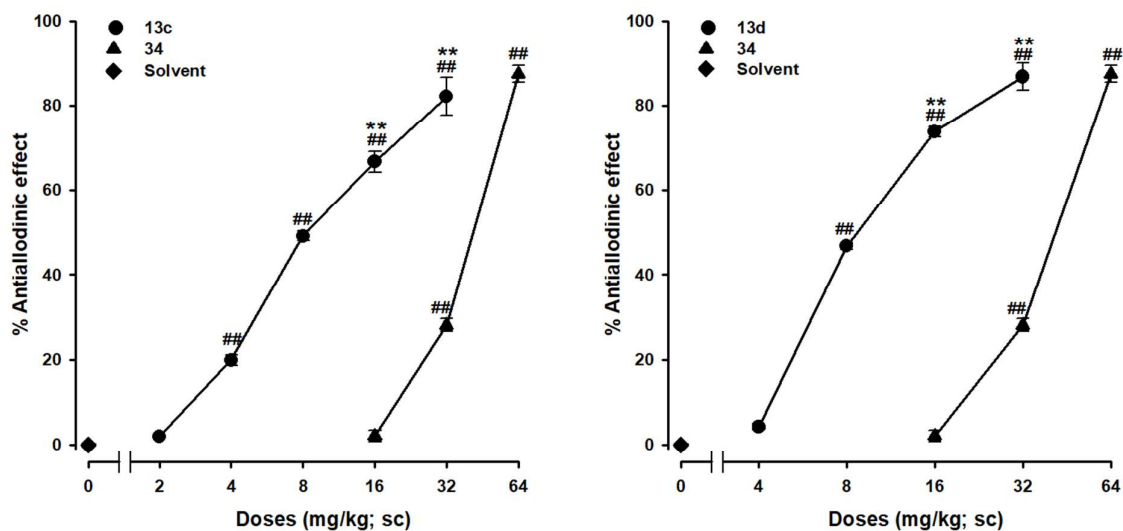 13c
34
Solvent
% Antiallodinic effect
100
80
60
40
20
0
##
##
**
##
**
##
##
##
0 2 4 8 16 32 64
Doses (mg/kg; sc)
13d
34
Solvent
% Antiallodinic effect
100
80
60
40
20
0
##
**
##
**
##
##
##
0 4 8 16 32 64
Doses (mg/kg; sc)